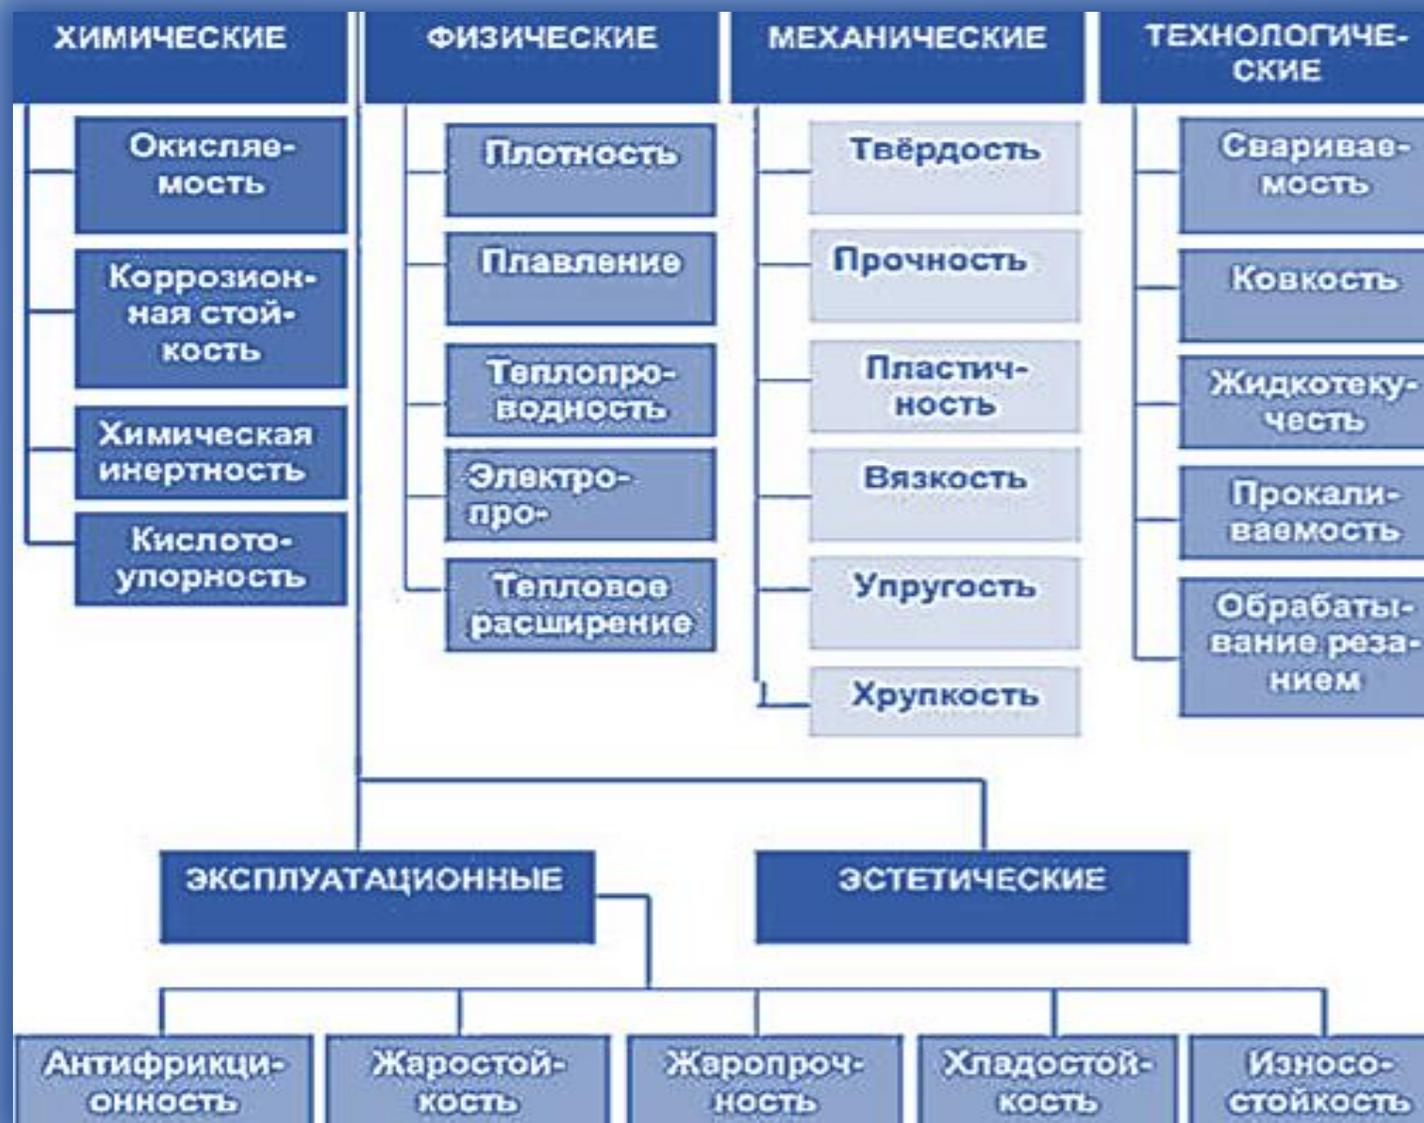 ХИМИЧЕСКИЕ
Окисляе-
мость
Коррозион-
ная стой-
кость
Химическая
инертность
Кислото-
упорность
ФИЗИЧЕСКИЕ
Плотность
Плавление
Теплопро-
водность
Электро-
про-
Тепловое
расширение
МЕХАНИЧЕСКИЕ
Твёрдость
Прочность
Пластич-
ность
Вязкость
Упругость
Хрупкость
ТЕХНОЛОГИЧЕ-
СКИЕ
Сваривае-
мость
Ковкость
Жидкотеку-
честь
Прокали-
ваемость
Обрабаты-
вание реза-
нием
ЭКСПЛУАТАЦИОННЫЕ
ЭСТЕТИЧЕСКИЕ
Антифрикци-
онность
Жаростой-
кость
Жаропроч-
ность
Хладостой-
кость
Износо-
стойкость